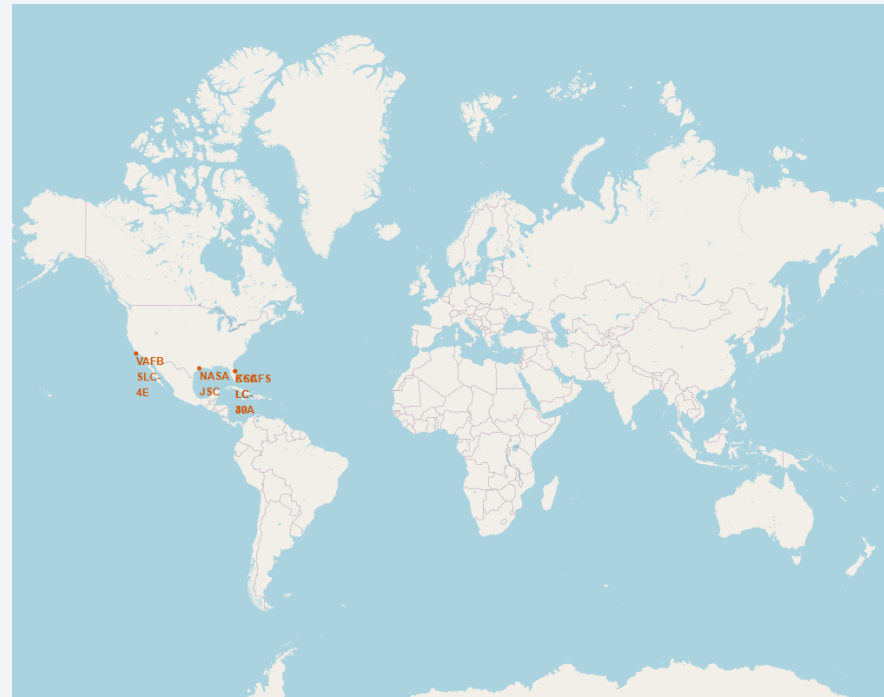 VAFB
SLC-
4E
NASA
JSC
LC-